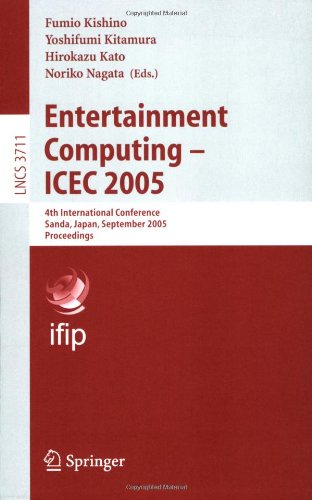 Fumio Kishino
Yoshifumi Kitamura
Hirokazu Kato
Noriko Nagata (Eds.)
LNCS 3711
Entertainment
Computing –
ICEC 2005
4th International Conference
Sanda, Japan, September 2005
Proceedings
ifip
Springer